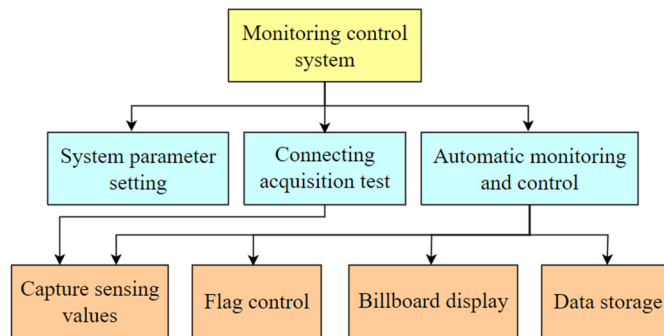 Monitoring control
system
System parameter
setting
Connecting
acquisition test
Automatic monitoring
and control
Capture sensing
values
Flag control
Billboard display
Data storage